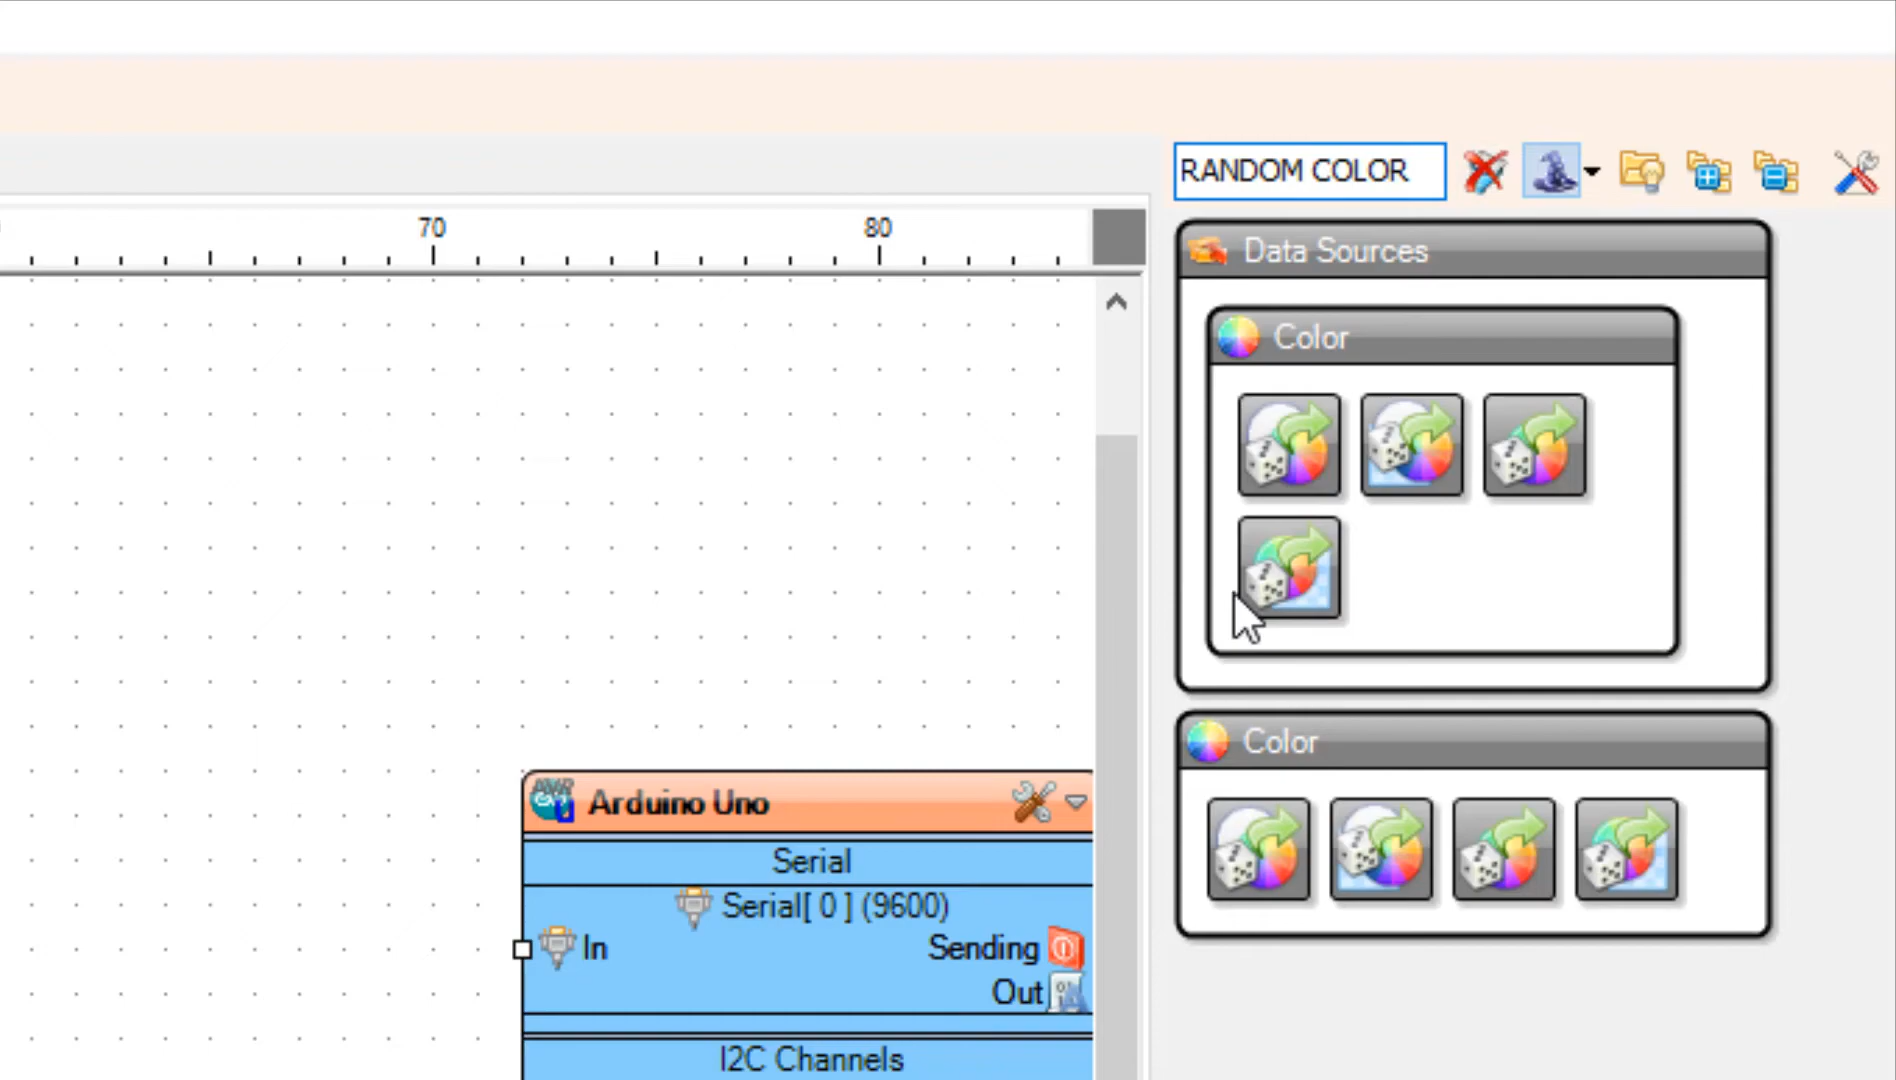 RANDOM COLOR
70 80
Data Sources
Color
Color
Arduino Uno
Serial
Serial[ 0 ] (9600)
In Sending
Out
I2C Channels